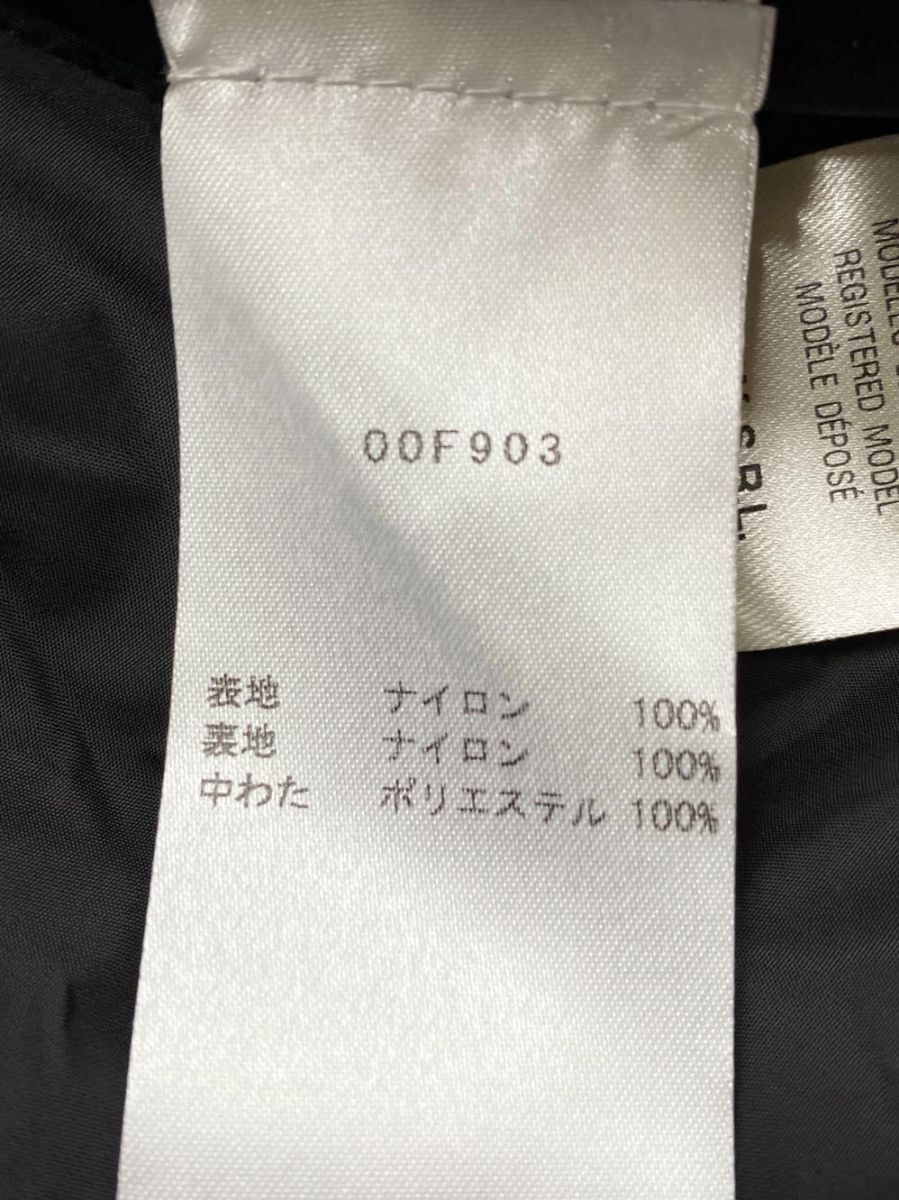 00F903
表地 ナイロン 100%
裏地 ナイロン 100%
中わた ポリエステル 100%
REGISTERED MODEL
MODÈLE DÉPOSÉ
S.R.L.